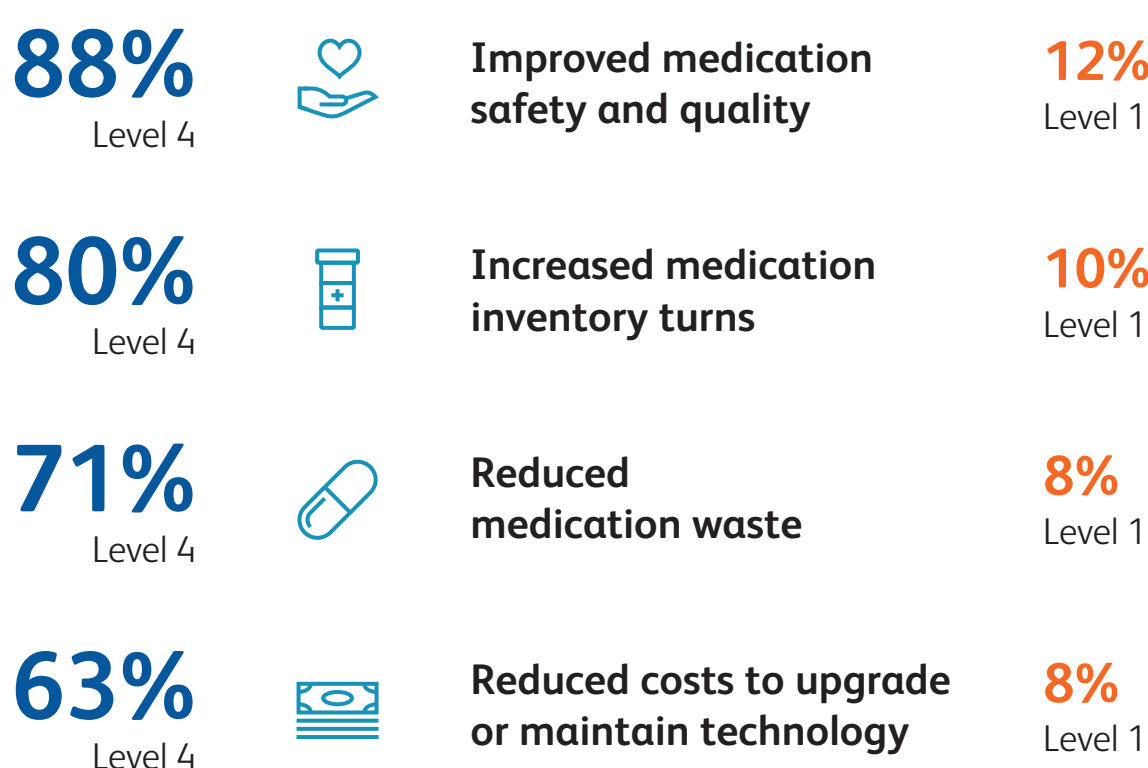 88%
Level 4
Improved medication
safety and quality
12%
Level 1
80%
Level 4
Increased medication
inventory turns
10%
Level 1
71%
Level 4
Reduced
medication waste
8%
Level 1
63%
Level 4
Reduced costs to upgrade
or maintain technology
8%
Level 1